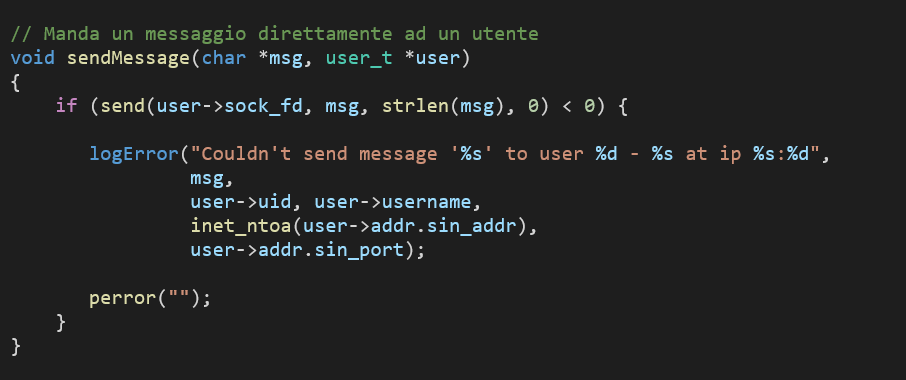 // Manda un messaggio direttamente ad un utente
void sendMessage(char *msg, user_t *user)
{
    if (send(user->sock_fd, msg, strlen(msg), 0) < 0) {
       logError("Couldn't send message '%s' to user %d - %s at ip %s:%d",
                msg,
                user->uid, user->username,
                inet_ntoa(user->addr.sin_addr),
                user->addr.sin_port);
       perror("");
    }
}